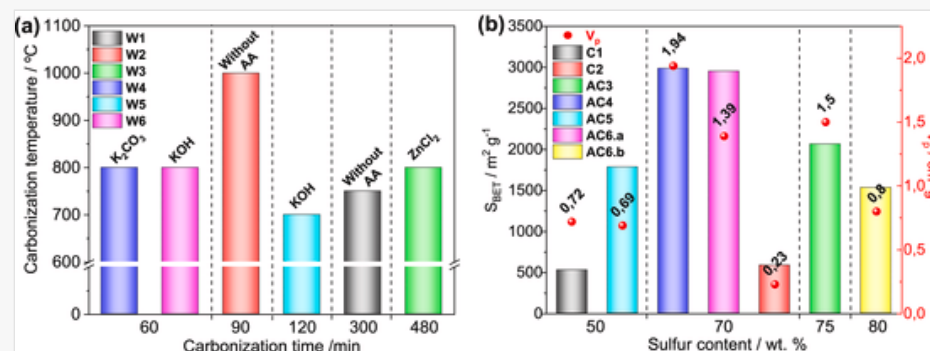 (a)
1100
1000
900
800
700
600
0
Carbonization temperature / ºC
W1
W2
W3
W4
W5
W6
K₂CO₃
KOH
Without
AA
KOH
Without
AA
ZnCl₂
60
90
120
300
480
Carbonization time /min
(b)
3500
3000
2500
2000
1500
1000
500
0
S_BET / m² g⁻¹
Vₚ
C1
C2
AC3
AC4
AC5
AC6.a
AC6.b
0,72
0,69
1,94
1,39
0,23
1,5
0,8
2,0
1,5
1,0
0,5
0,0
50
70
75
80
Sulfur content / wt. %